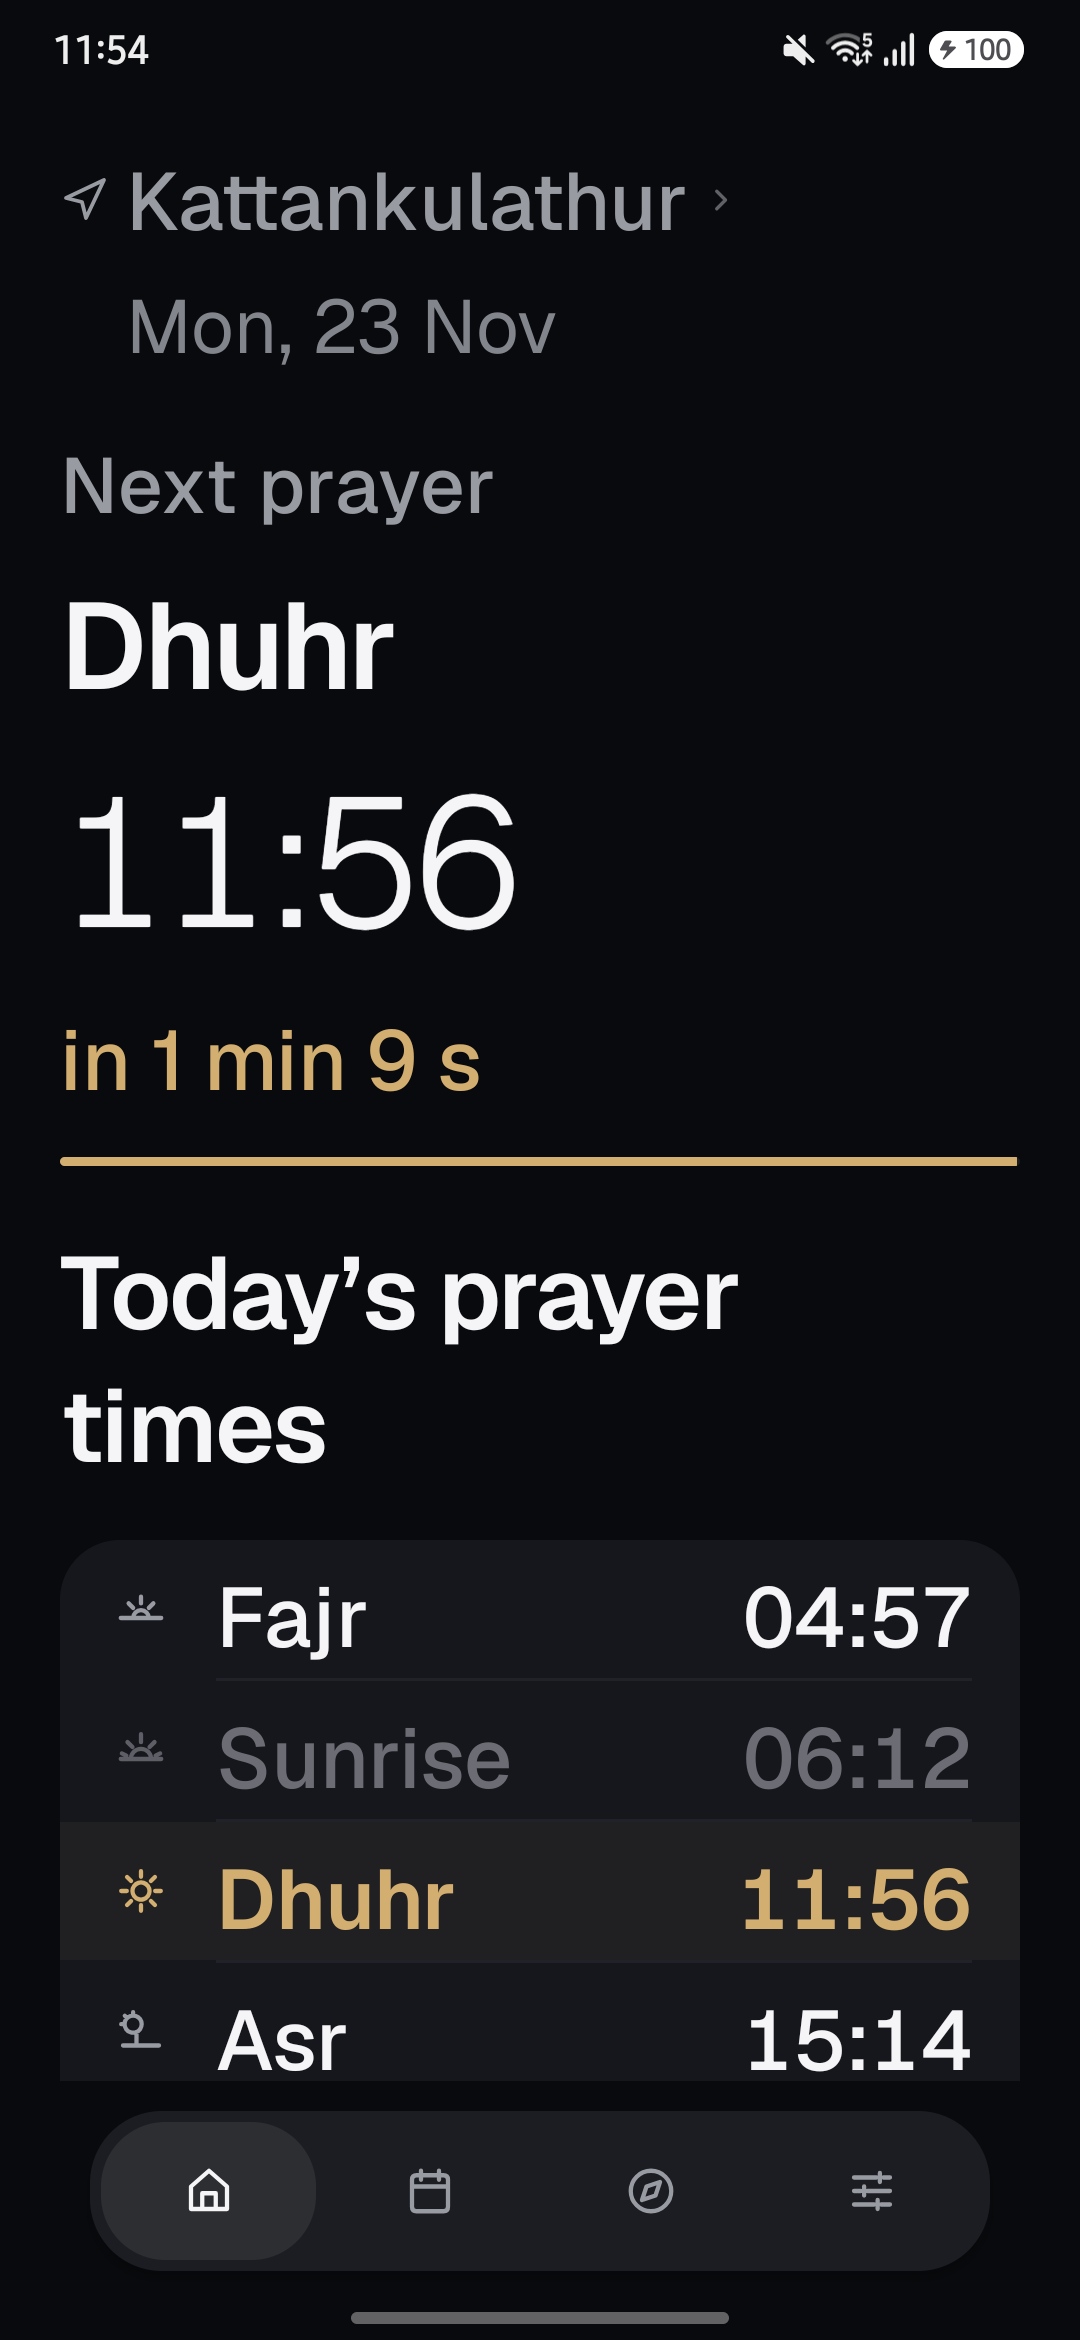 11:54
5
100
Kattankulathur
Mon, 23 Nov
Next prayer
Dhuhr
11:56
in 1 min 9 s
Today’s prayer
times
Fajr 04:57
Sunrise 06:12
Dhuhr 11:56
Asr 15:14